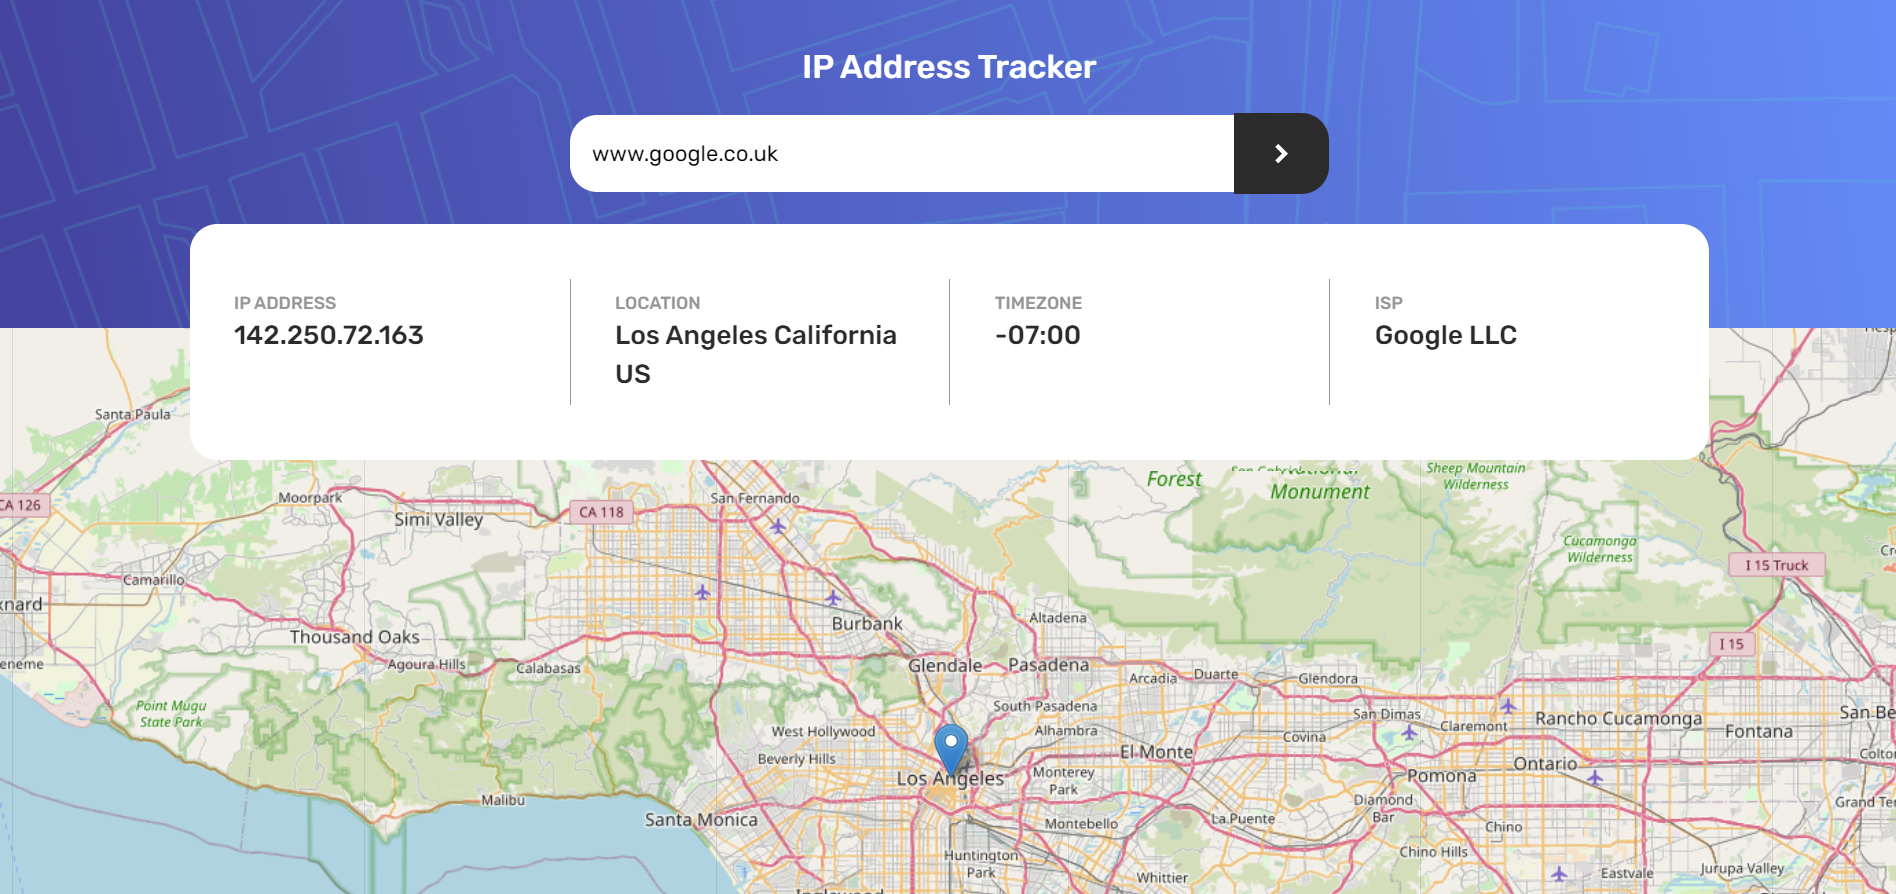 IP Address Tracker
www.google.co.uk
IP ADDRESS
142.250.72.163
LOCATION
Los Angeles California
US
TIMEZONE
-07:00
ISP
Google LLC
Santa Paula
CA 126
Moorpark
Simi Valley
CA 118
San Fernando
Forest
Monument
Sheep Mountain
Wilderness
Cucamonga
Wilderness
I 15 Truck
Camarillo
Thousand Oaks
Burbank
Altadena
I 15
Agoura Hills
Calabasas
Glendale
Pasadena
Arcadia
Duarte
Glendora
Point Mugu
State Park
South Pasadena
San Dimas
Claremont
Rancho Cucamonga
San Be
West Hollywood
Alhambra
Covina
Fontana
Beverly Hills
El Monte
Ontario
Colto
Los Angeles
Monterey
Park
Pomona
Malibu
Diamond
Bar
Grand Te
Santa Monica
Montebello
La Puente
Chino
Huntington
Park
Chino Hills
Whittier
Eastvale
Jurupa Valley